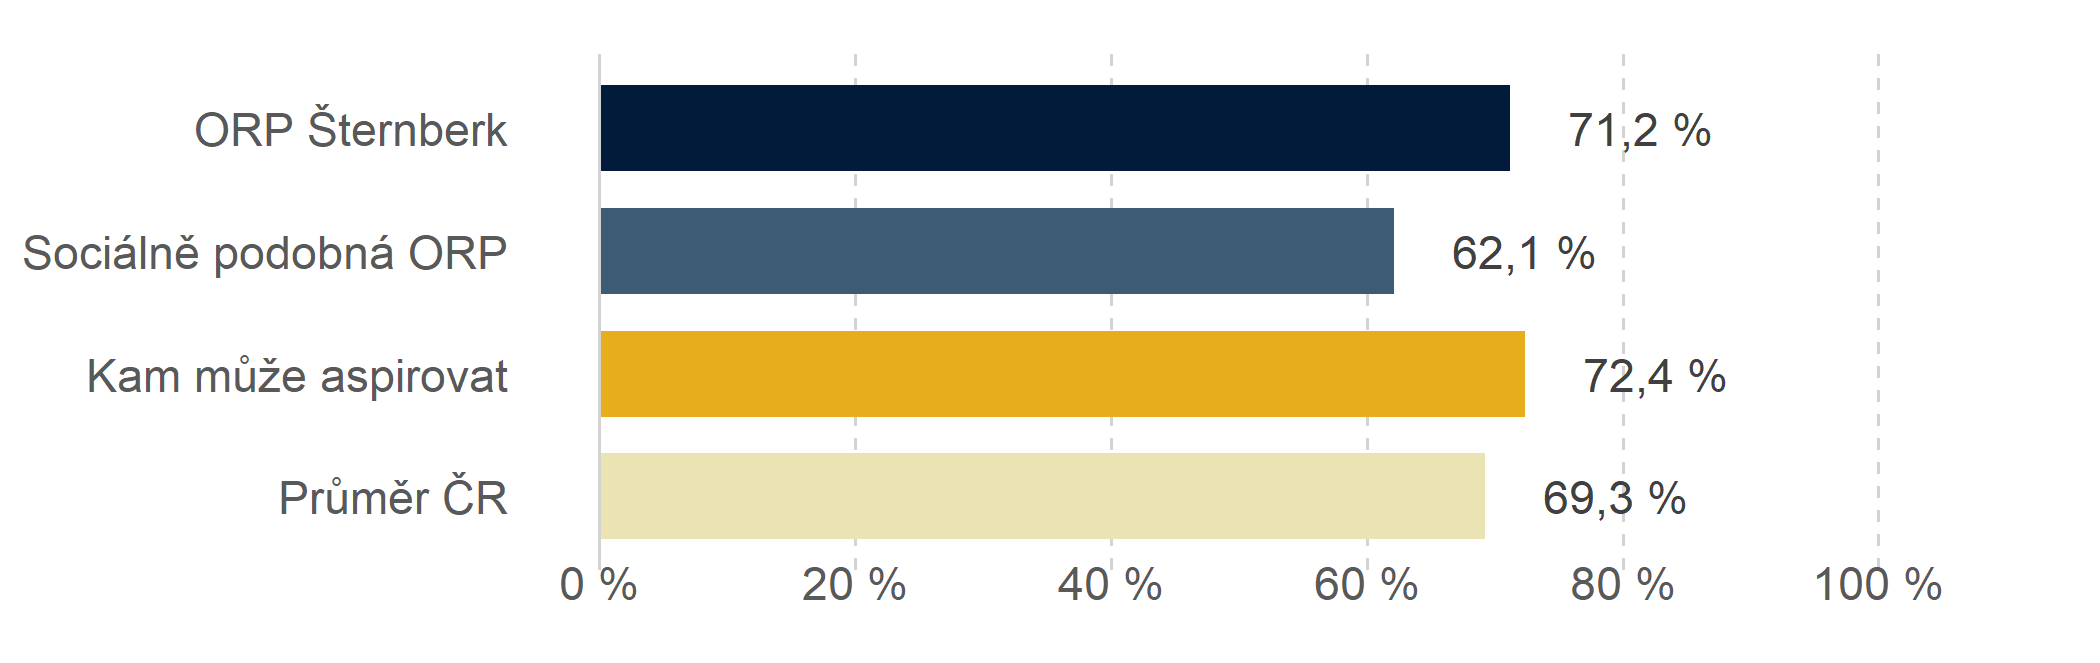 ORP Šternberk 71,2 %
Sociálně podobná ORP 62,1 %
Kam může aspirovat 72,4 %
Průměr ČR 69,3 %
0 % 20 % 40 % 60 % 80 % 100 %